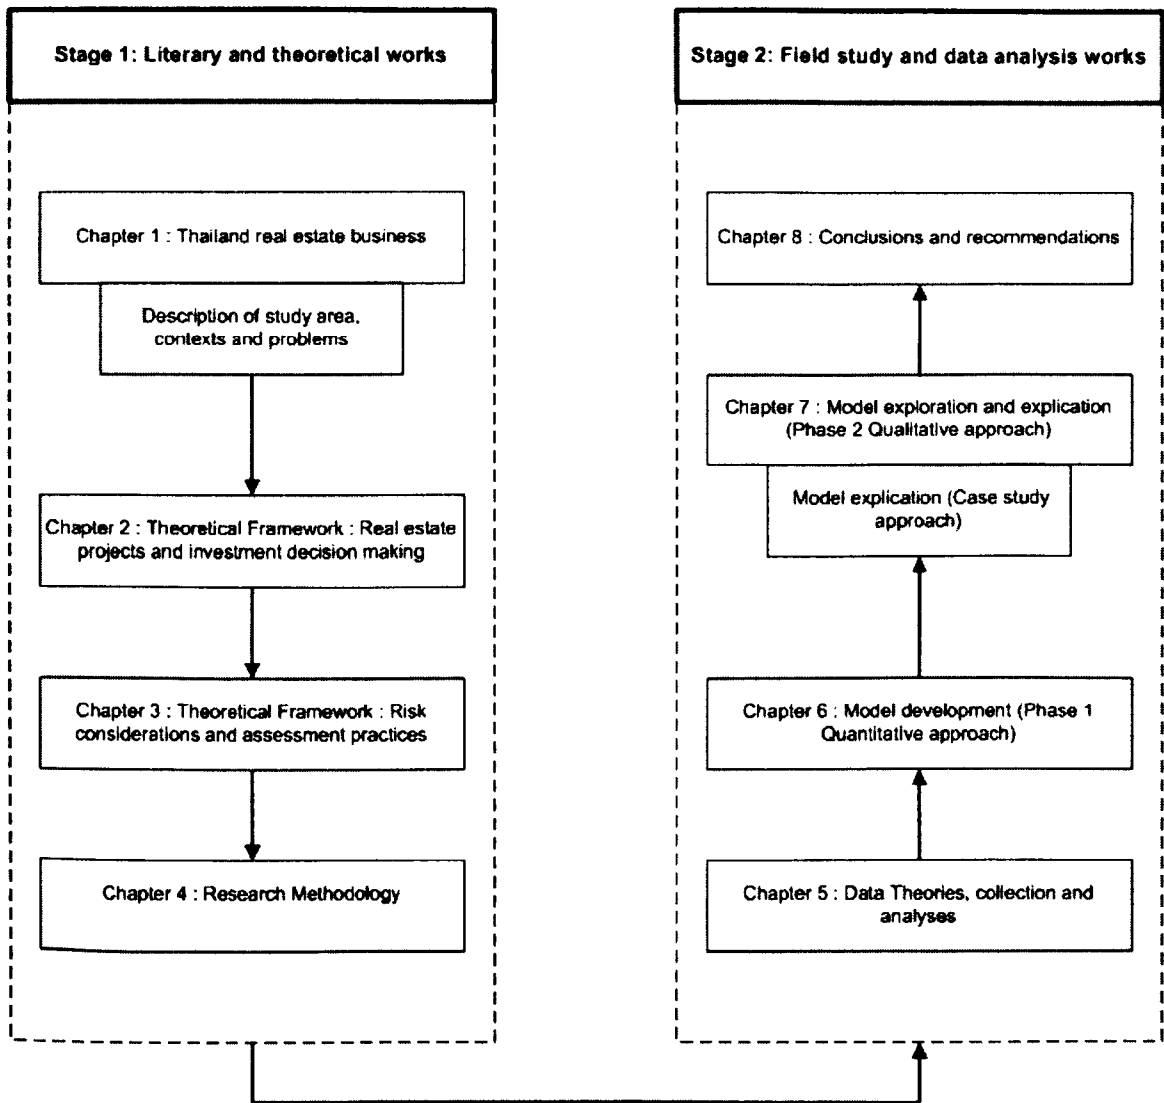 Stage 1: Literary and theoretical works
Chapter 1 : Thailand real estate business
Description of study area,
contexts and problems
Chapter 2 : Theoretical Framework : Real estate
projects and investment decision making
Chapter 3 : Theoretical Framework : Risk
considerations and assessment practices
Chapter 4 : Research Methodology
Stage 2: Field study and data analysis works
Chapter 8 : Conclusions and recommendations
Chapter 7 : Model exploration and explication
(Phase 2 Qualitative approach)
Model explication (Case study
approach)
Chapter 6 : Model development (Phase 1
Quantitative approach)
Chapter 5 : Data Theories, collection and
analyses